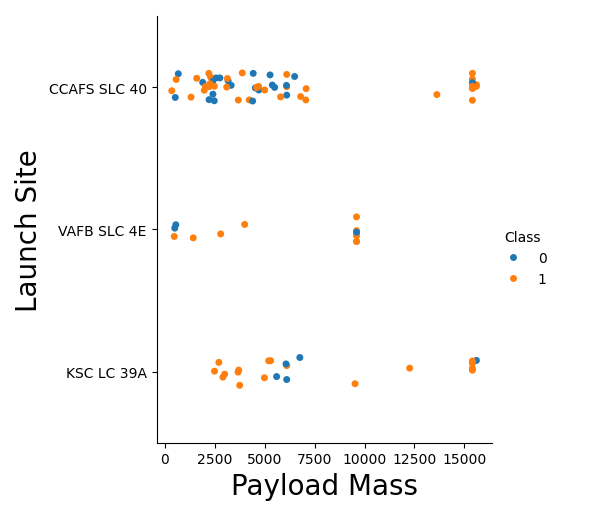 CCAFS SLC 40
VAFB SLC 4E
KSC LC 39A
Launch Site
0
2500
5000
7500
10000
12500
15000
Payload Mass
Class
0
1